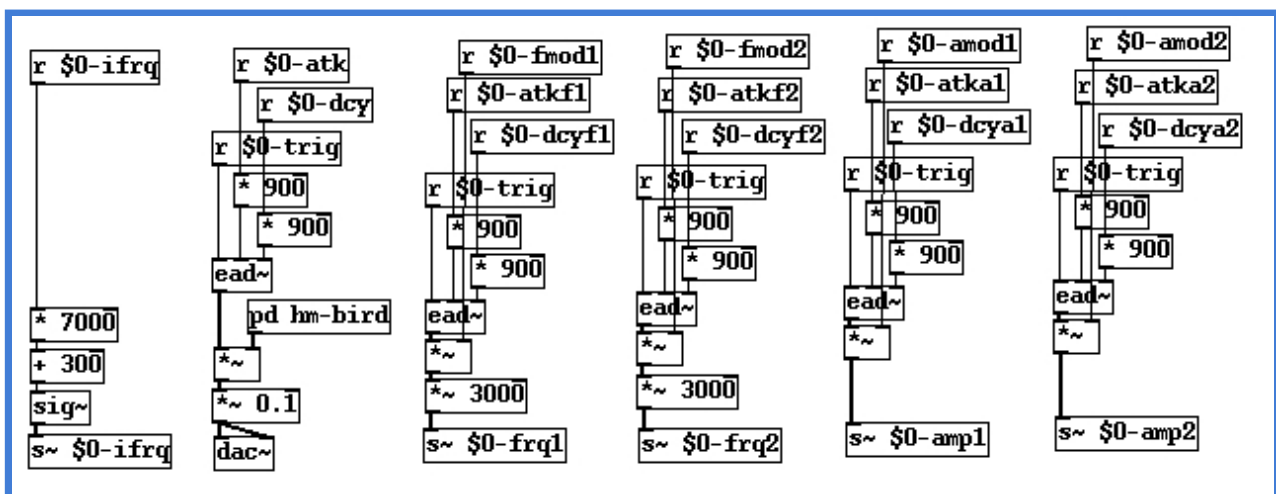 r $0-ifrq
* 7000
+ 300
sig~
s~ $0-ifrq
r $0-atk
r $0-dcy
r $0-trig
* 900
* 900
ead~
pd hm-bird
*~
*~ 0.1
dac~
r $0-fmod1
r $0-atkf1
r $0-dcyf1
r $0-trig
* 900
* 900
ead~
*~
*~ 3000
s~ $0-frq1
r $0-fmod2
r $0-atkf2
r $0-dcyf2
r $0-trig
* 900
* 900
ead~
*~
*~ 3000
s~ $0-frq2
r $0-amod1
r $0-atka1
r $0-dcya1
r $0-trig
* 900
* 900
ead~
*~
s~ $0-amp1
r $0-amod2
r $0-atka2
r $0-dcya2
r $0-trig
* 900
* 900
ead~
*~
s~ $0-amp2